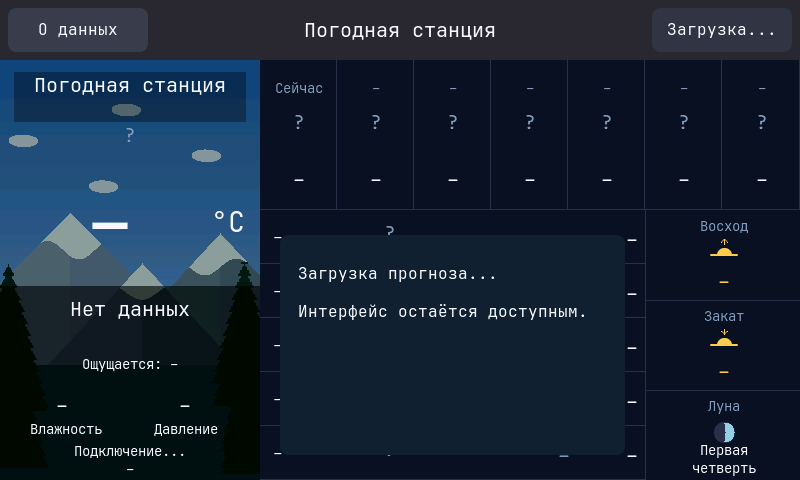 О данных
Погодная станция
Загрузка...
Погодная станция
?
— °C
Нет данных
Ощущается: –
–
–
Влажность
Давление
Подключение...
–
Сейчас – – – – – –
? ? ? ? ? ? ?
– – – – – – –
Загрузка прогноза...
Интерфейс остаётся доступным.
Восход
–
Закат
–
Луна
Первая
четверть